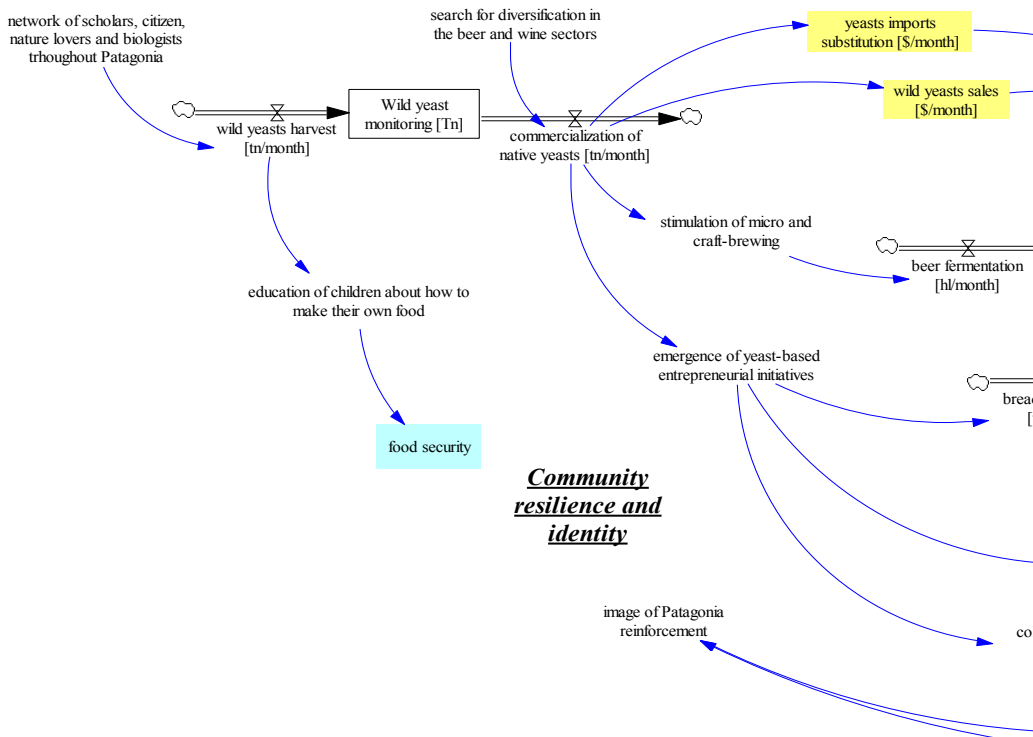 network of scholars, citizen,
nature lovers and biologists
trhoughout Patagonia
search for diversification in
the beer and wine sectors
yeasts imports
substitution [$/month]
wild yeasts sales
[$/month]
Wild yeast
monitoring [Tn]
wild yeasts harvest
[tn/month]
commercialization of
native yeasts [tn/month]
stimulation of micro and
craft-brewing
beer fermentation
[hl/month]
education of children about how to
make their own food
emergence of yeast-based
entrepreneurial initiatives
food security
Community
resilience and
identity
image of Patagonia
reinforcement